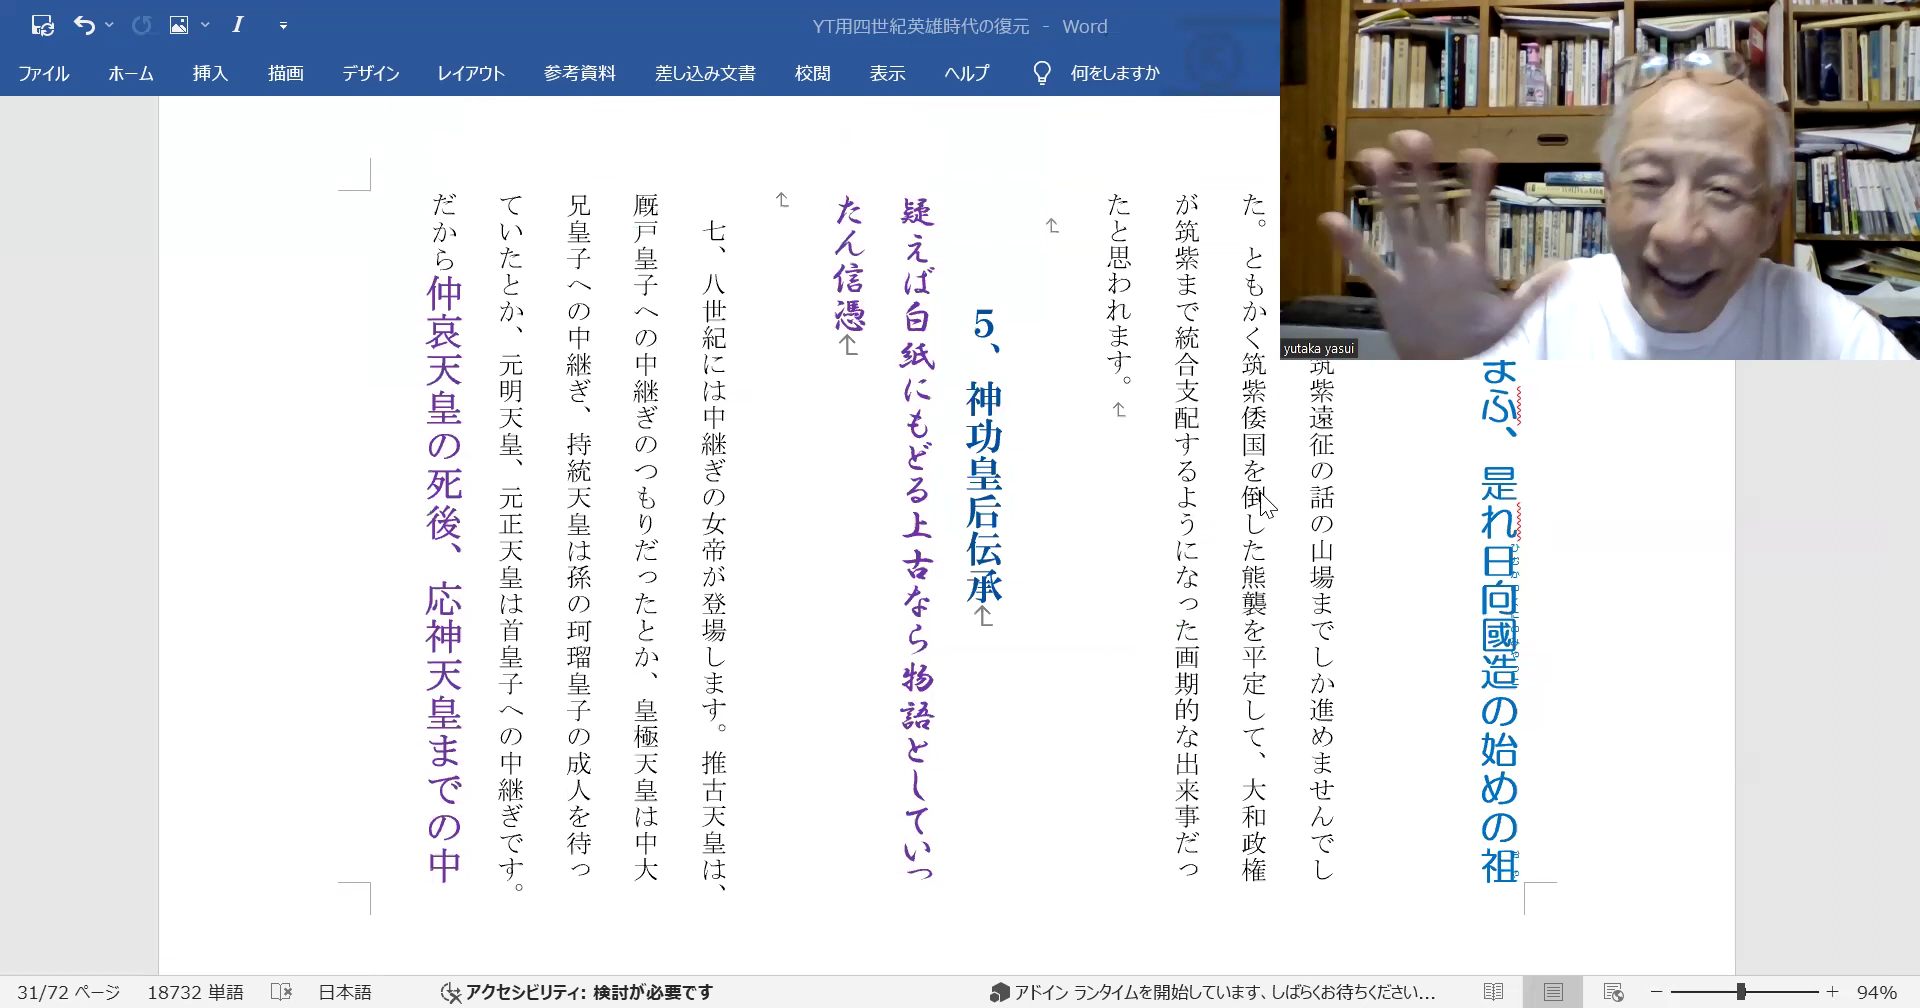 YT用四世紀英雄時代の復元 - Word
ファイル ホーム 挿入 描画 デザイン レイアウト 参考資料 差し込み文書 校閲 表示 ヘルプ 何をしますか
yutaka yasui
まふ、是れ日向國造の始めの祖
筑紫遠征の話の山場までしか進めませんでし
た。ともかく筑紫倭国を倒した熊襲を平定して、大和政権
が筑紫まで統合支配するようになった画期的な出来事だっ
たと思われます。
5、神功皇后伝承
疑えば白紙にもどる上古なら物語としていっ
たん信憑
七、八世紀には中継ぎの女帝が登場します。推古天皇は、
厩戸皇子への中継ぎのつもりだったとか、皇極天皇は中大
兄皇子への中継ぎ、持統天皇は孫の珂瑠皇子の成人を待っ
ていたとか、元明天皇、元正天皇は首皇子への中継ぎです。
だから仲哀天皇の死後、応神天皇までの中
31/72 ページ 18732 単語 日本語 アクセシビリティ: 検討が必要です アドイン ランタイムを開始しています、しばらくお待ちください... 94%